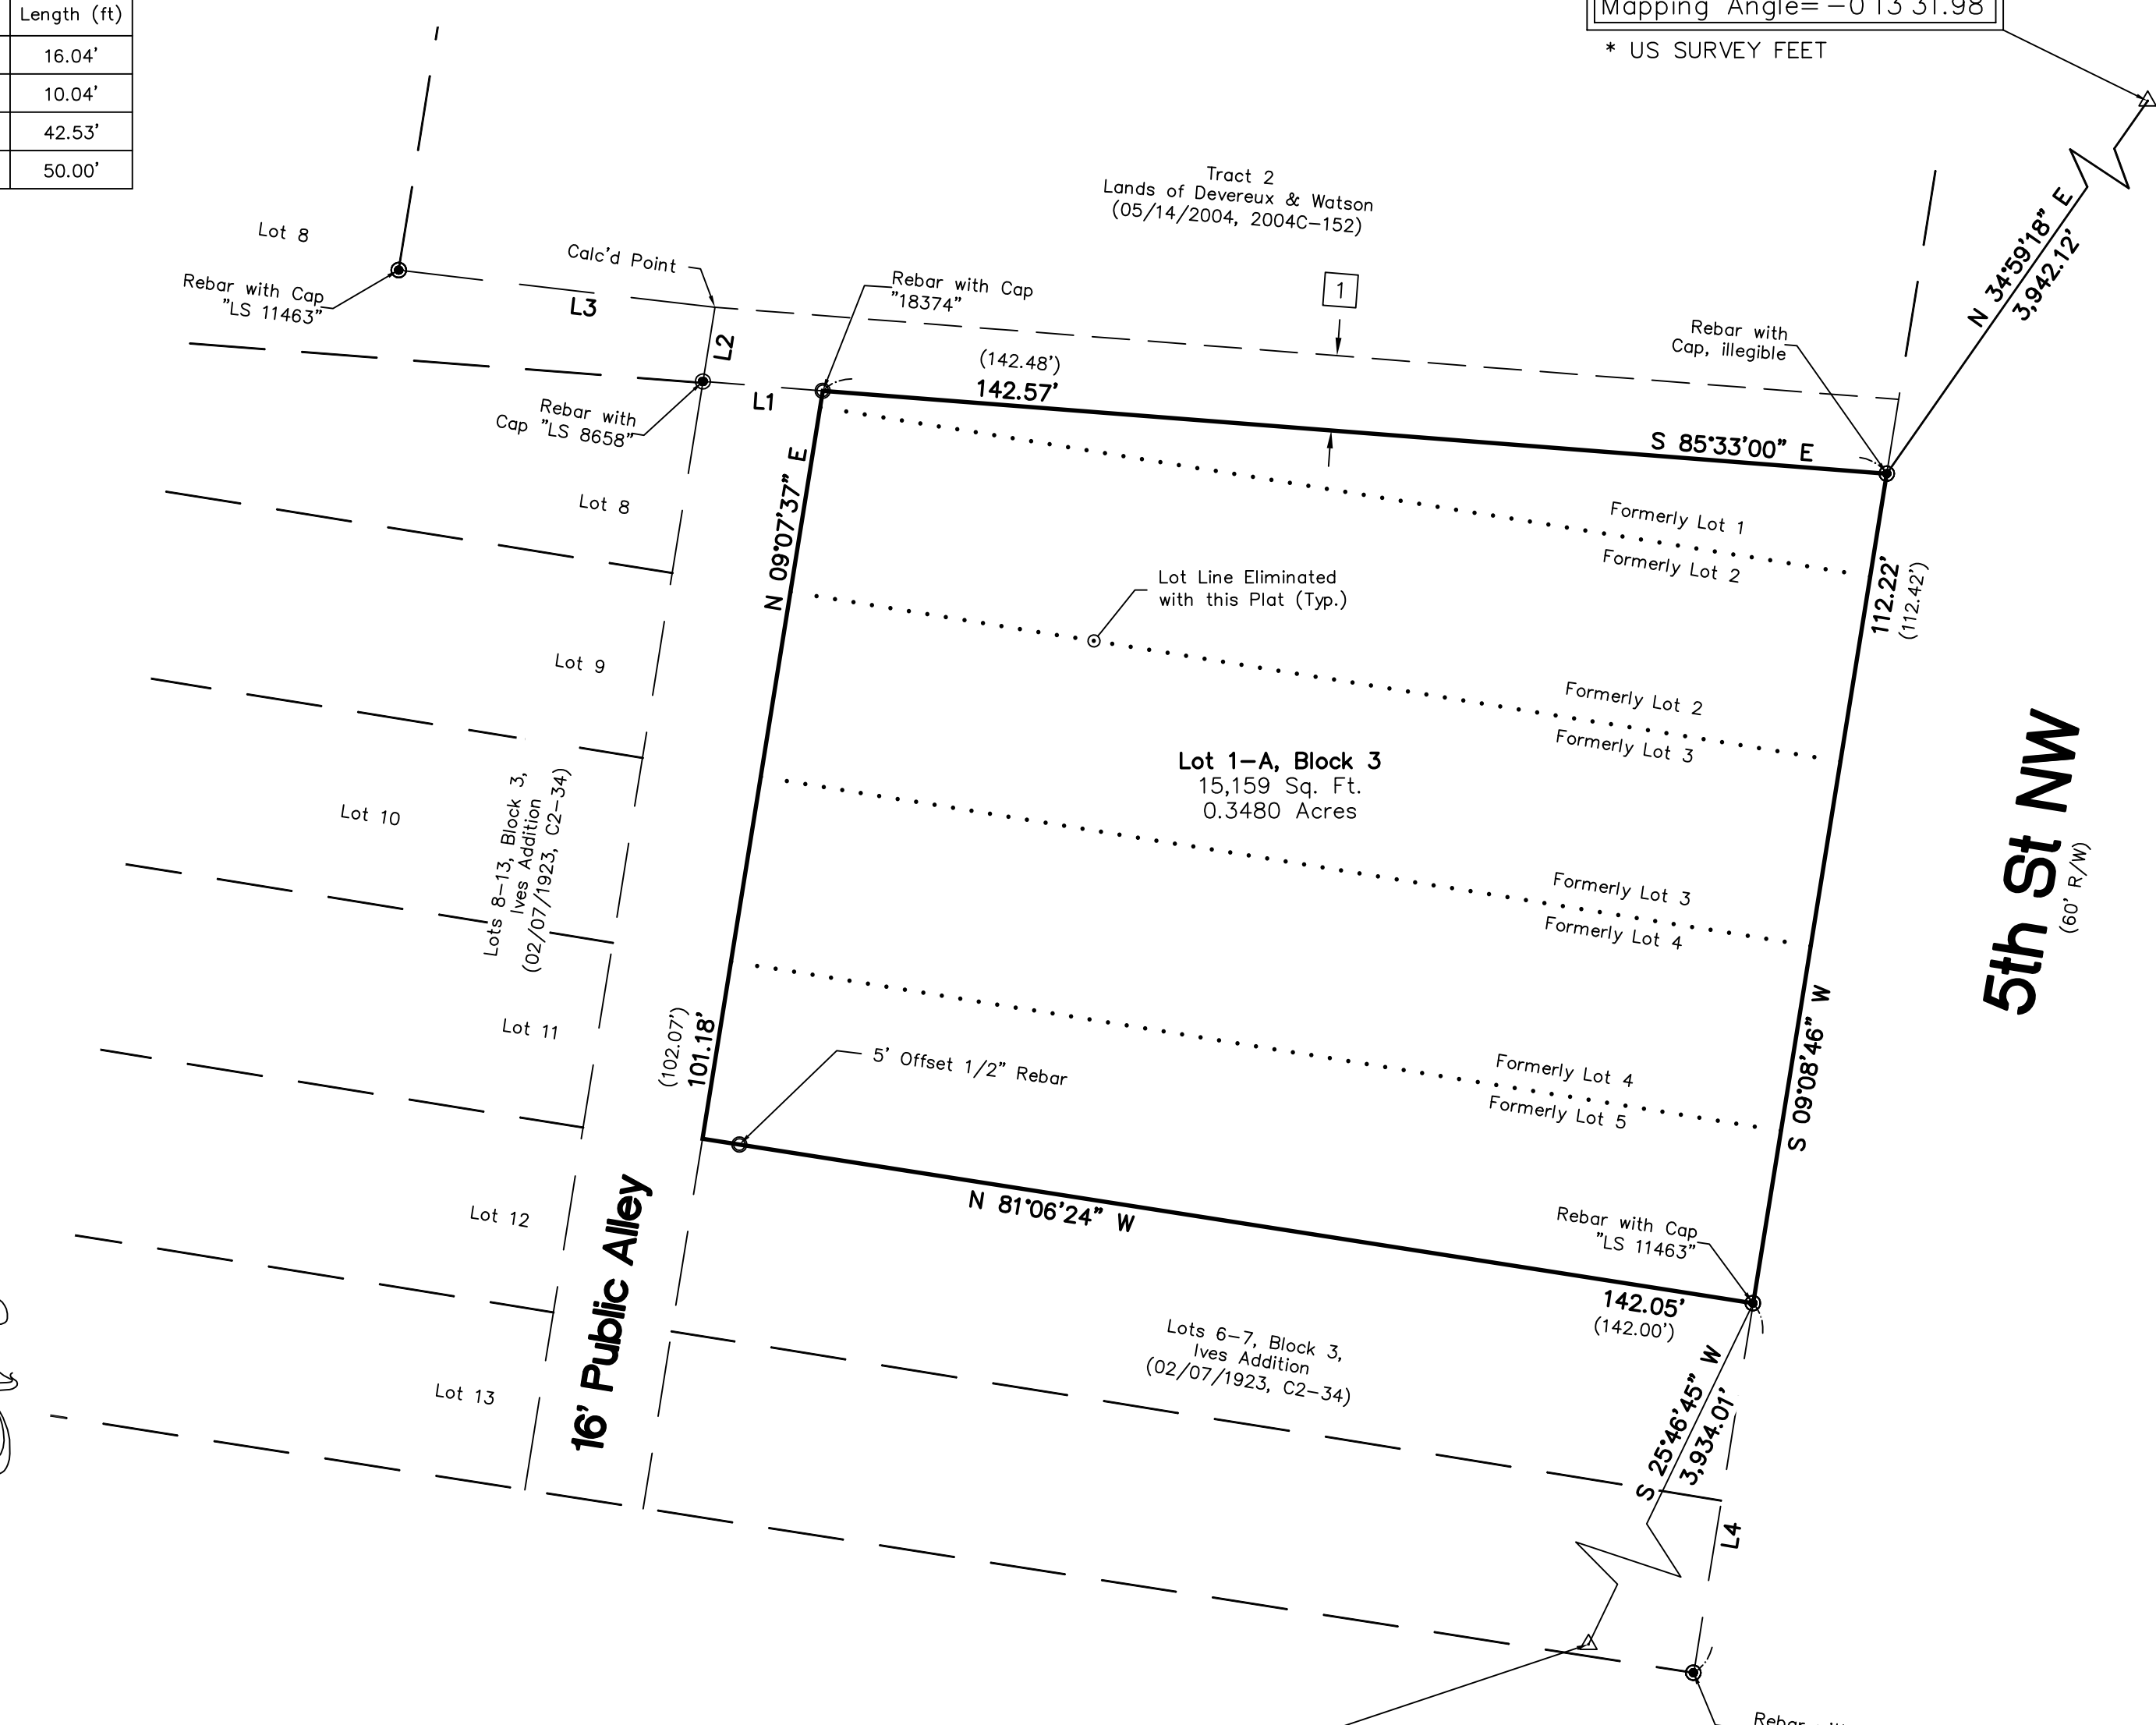 Length (ft)
16.04'
10.04'
42.53'
50.00'
Mapping Angle=-0°13'31.98"
* US SURVEY FEET
N 34°59'18" E
3,942.12'
Tract 2
Lands of Devereux & Watson
(05/14/2004, 2004C-152)
1
Lot 8
Rebar with Cap
"LS 11463"
Calc'd Point
L3
L2
Rebar with Cap
"18374"
Rebar with
Cap, illegible
(142.48')
142.57'
S 85°33'00" E
L1
Rebar with
Cap "LS 8658"
Lot 8
N 09°07'37" E
Formerly Lot 1
Formerly Lot 2
Lot Line Eliminated
with this Plat (Typ.)
112.22'
(112.42')
Lot 9
Formerly Lot 2
Formerly Lot 3
Lot 1-A, Block 3
15,159 Sq. Ft.
0.3480 Acres
Lot 10
Lots 8-13, Block 3,
Ives Addition
(02/07/1923, C2-34)
5th St NW
(60' R/W)
Formerly Lot 3
Formerly Lot 4
Lot 11
(102.07')
101.18'
5' Offset 1/2" Rebar
Formerly Lot 4
Formerly Lot 5
S 09°08'46" W
Lot 12
N 81°06'24" W
Rebar with Cap
"LS 11463"
142.05'
(142.00')
16' Public Alley
Lots 6-7, Block 3,
Ives Addition
(02/07/1923, C2-34)
Lot 13
S 25°46'45" W
3,934.01'
L4
Rebar